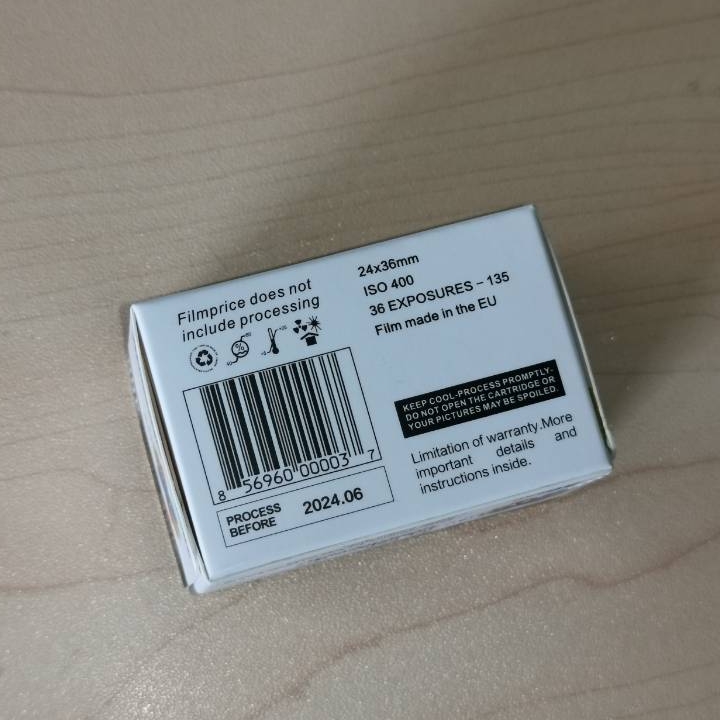 Filmprice does not
include processing
24x36mm
ISO 400
36 EXPOSURES – 135
Film made in the EU
KEEP COOL-PROCESS PROMPTLY-
DO NOT OPEN THE CARTRIDGE OR
YOUR PICTURES MAY BE SPOILED.
Limitation of warranty.More
important details and
instructions inside.
8 56960 00003 7
PROCESS
BEFORE
2024.06